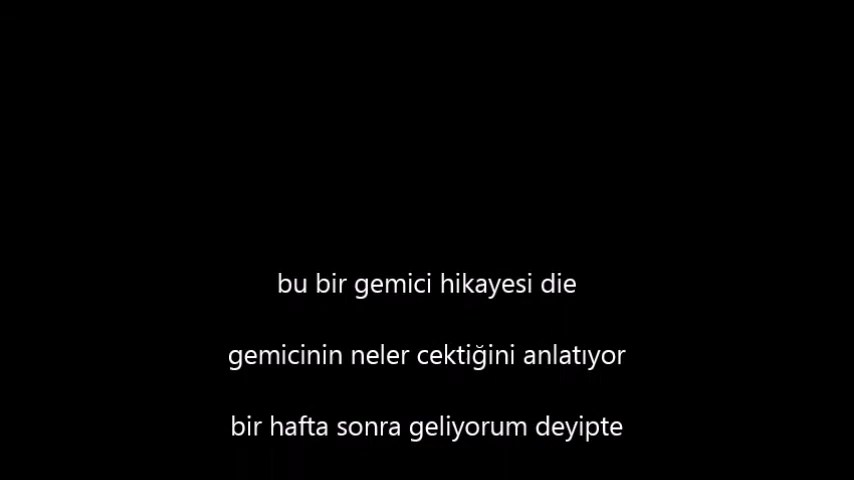 bu bir gemici hikayesi die
gemicinin neler cektiğini anlatıyor
bir hafta sonra geliyorum deyipte